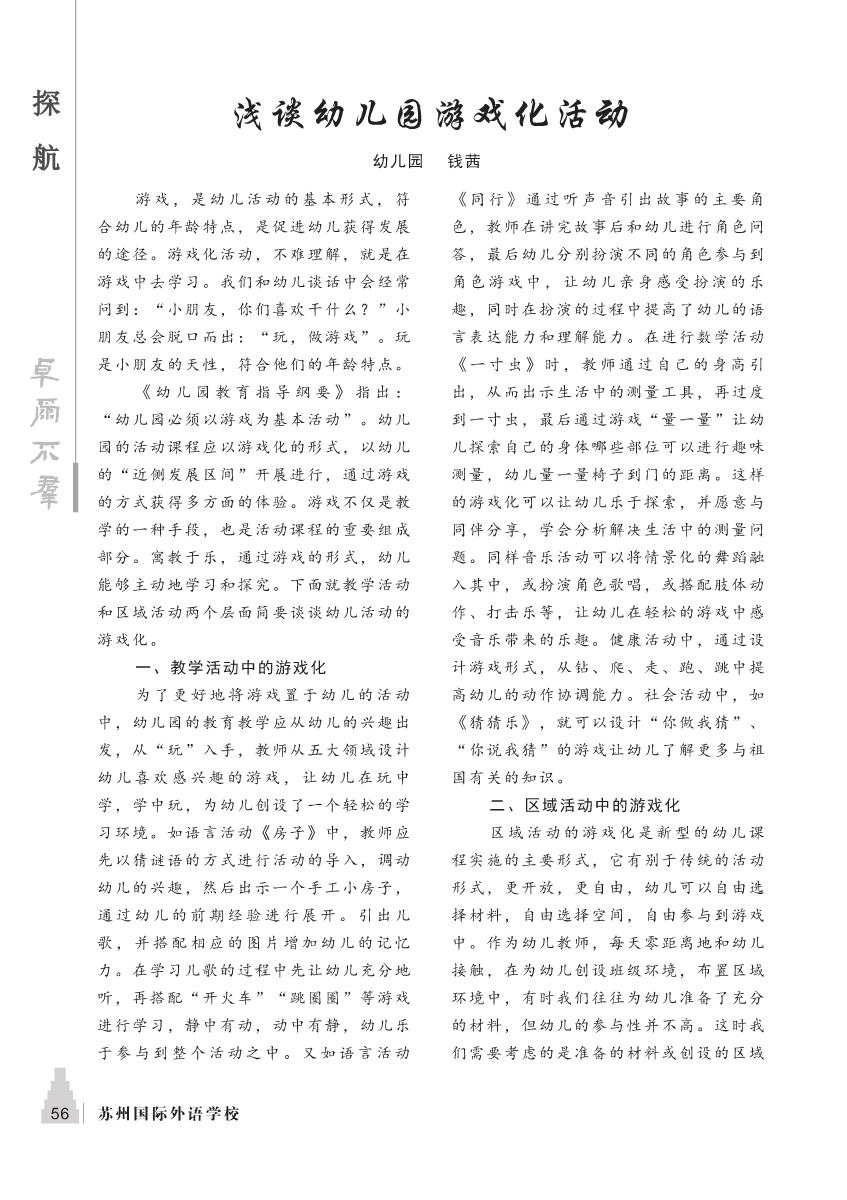 探
航
卓尔不群
浅谈幼儿园游戏化活动
幼儿园 钱茜
游戏，是幼儿活动的基本形式，符
合幼儿的年龄特点，是促进幼儿获得发展
的途径。游戏化活动，不难理解，就是在
游戏中去学习。我们和幼儿谈话中会经常
问到：“小朋友，你们喜欢干什么？”小
朋友总会脱口而出：“玩，做游戏”。玩
是小朋友的天性，符合他们的年龄特点。
《幼儿园教育指导纲要》指出：
“幼儿园必须以游戏为基本活动”。幼儿
园的活动课程应以游戏化的形式，以幼儿
的“近侧发展区间”开展进行，通过游戏
的方式获得多方面的体验。游戏不仅是教
学的一种手段，也是活动课程的重要组成
部分。寓教于乐，通过游戏的形式，幼儿
能够主动地学习和探究。下面就教学活动
和区域活动两个层面简要谈谈幼儿活动的
游戏化。
一、教学活动中的游戏化
为了更好地将游戏置于幼儿的活动
中，幼儿园的教育教学应从幼儿的兴趣出
发，从“玩”入手，教师从五大领域设计
幼儿喜欢感兴趣的游戏，让幼儿在玩中
学，学中玩，为幼儿创设了一个轻松的学
习环境。如语言活动《房子》中，教师应
先以猜谜语的方式进行活动的导入，调动
幼儿的兴趣，然后出示一个手工小房子，
通过幼儿的前期经验进行展开。引出儿
歌，并搭配相应的图片增加幼儿的记忆
力。在学习儿歌的过程中先让幼儿充分地
听，再搭配“开火车”“跳圈圈”等游戏
进行学习，静中有动，动中有静，幼儿乐
于参与到整个活动之中。又如语言活动
《同行》通过听声音引出故事的主要角
色，教师在讲完故事后和幼儿进行角色问
答，最后幼儿分别扮演不同的角色参与到
角色游戏中，让幼儿亲身感受扮演的乐
趣，同时在扮演的过程中提高了幼儿的语
言表达能力和理解能力。在进行数学活动
《一寸虫》时，教师通过自己的身高引
出，从而出示生活中的测量工具，再过度
到一寸虫，最后通过游戏“量一量”让幼
儿探索自己的身体哪些部位可以进行趣味
测量，幼儿量一量椅子到门的距离。这样
的游戏化可以让幼儿乐于探索，并愿意与
同伴分享，学会分析解决生活中的测量问
题。同样音乐活动可以将情景化的舞蹈融
入其中，或扮演角色歌唱，或搭配肢体动
作、打击乐等，让幼儿在轻松的游戏中感
受音乐带来的乐趣。健康活动中，通过设
计游戏形式，从钻、爬、走、跑、跳中提
高幼儿的动作协调能力。社会活动中，如
《猜猜乐》，就可以设计“你做我猜”、
“你说我猜”的游戏让幼儿了解更多与祖
国有关的知识。
二、区域活动中的游戏化
区域活动的游戏化是新型的幼儿课
程实施的主要形式，它有别于传统的活动
形式，更开放，更自由，幼儿可以自由选
择材料，自由选择空间，自由参与到游戏
中。作为幼儿教师，每天零距离地和幼儿
接触，在为幼儿创设班级环境，布置区域
环境中，有时我们往往为幼儿准备了充分
的材料，但幼儿的参与性并不高。这时我
们需要考虑的是准备的材料或创设的区域
56 苏州国际外语学校